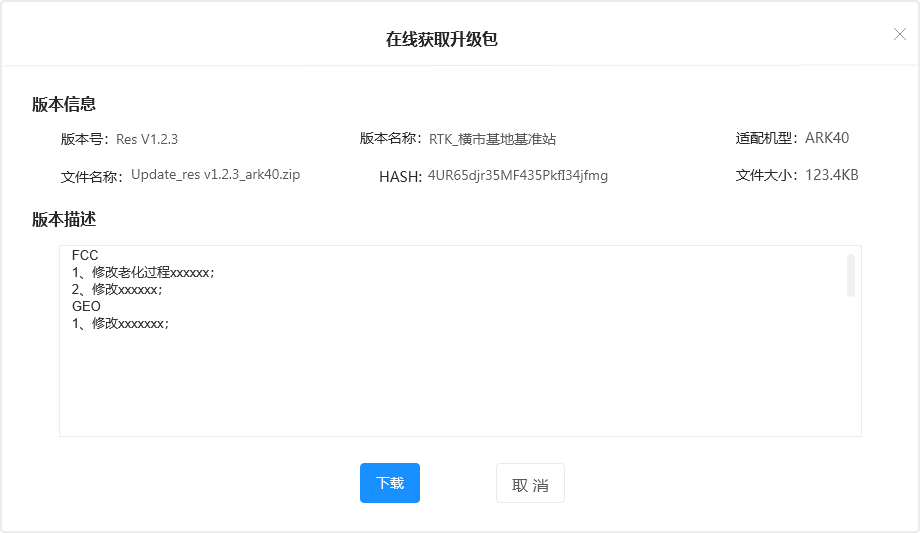 在线获取升级包
版本信息
版本号： Res V1.2.3 版本名称： RTK_横市基地基准站 适配机型： ARK40
文件名称： Update_res v1.2.3_ark40.zip HASH: 4UR65djr35MF435PkfI34jfmg 文件大小： 123.4KB
版本描述
FCC
1、修改老化过程xxxxxx；
2、修改xxxxxx；
GEO
1、修改xxxxxxx；
下载 取 消